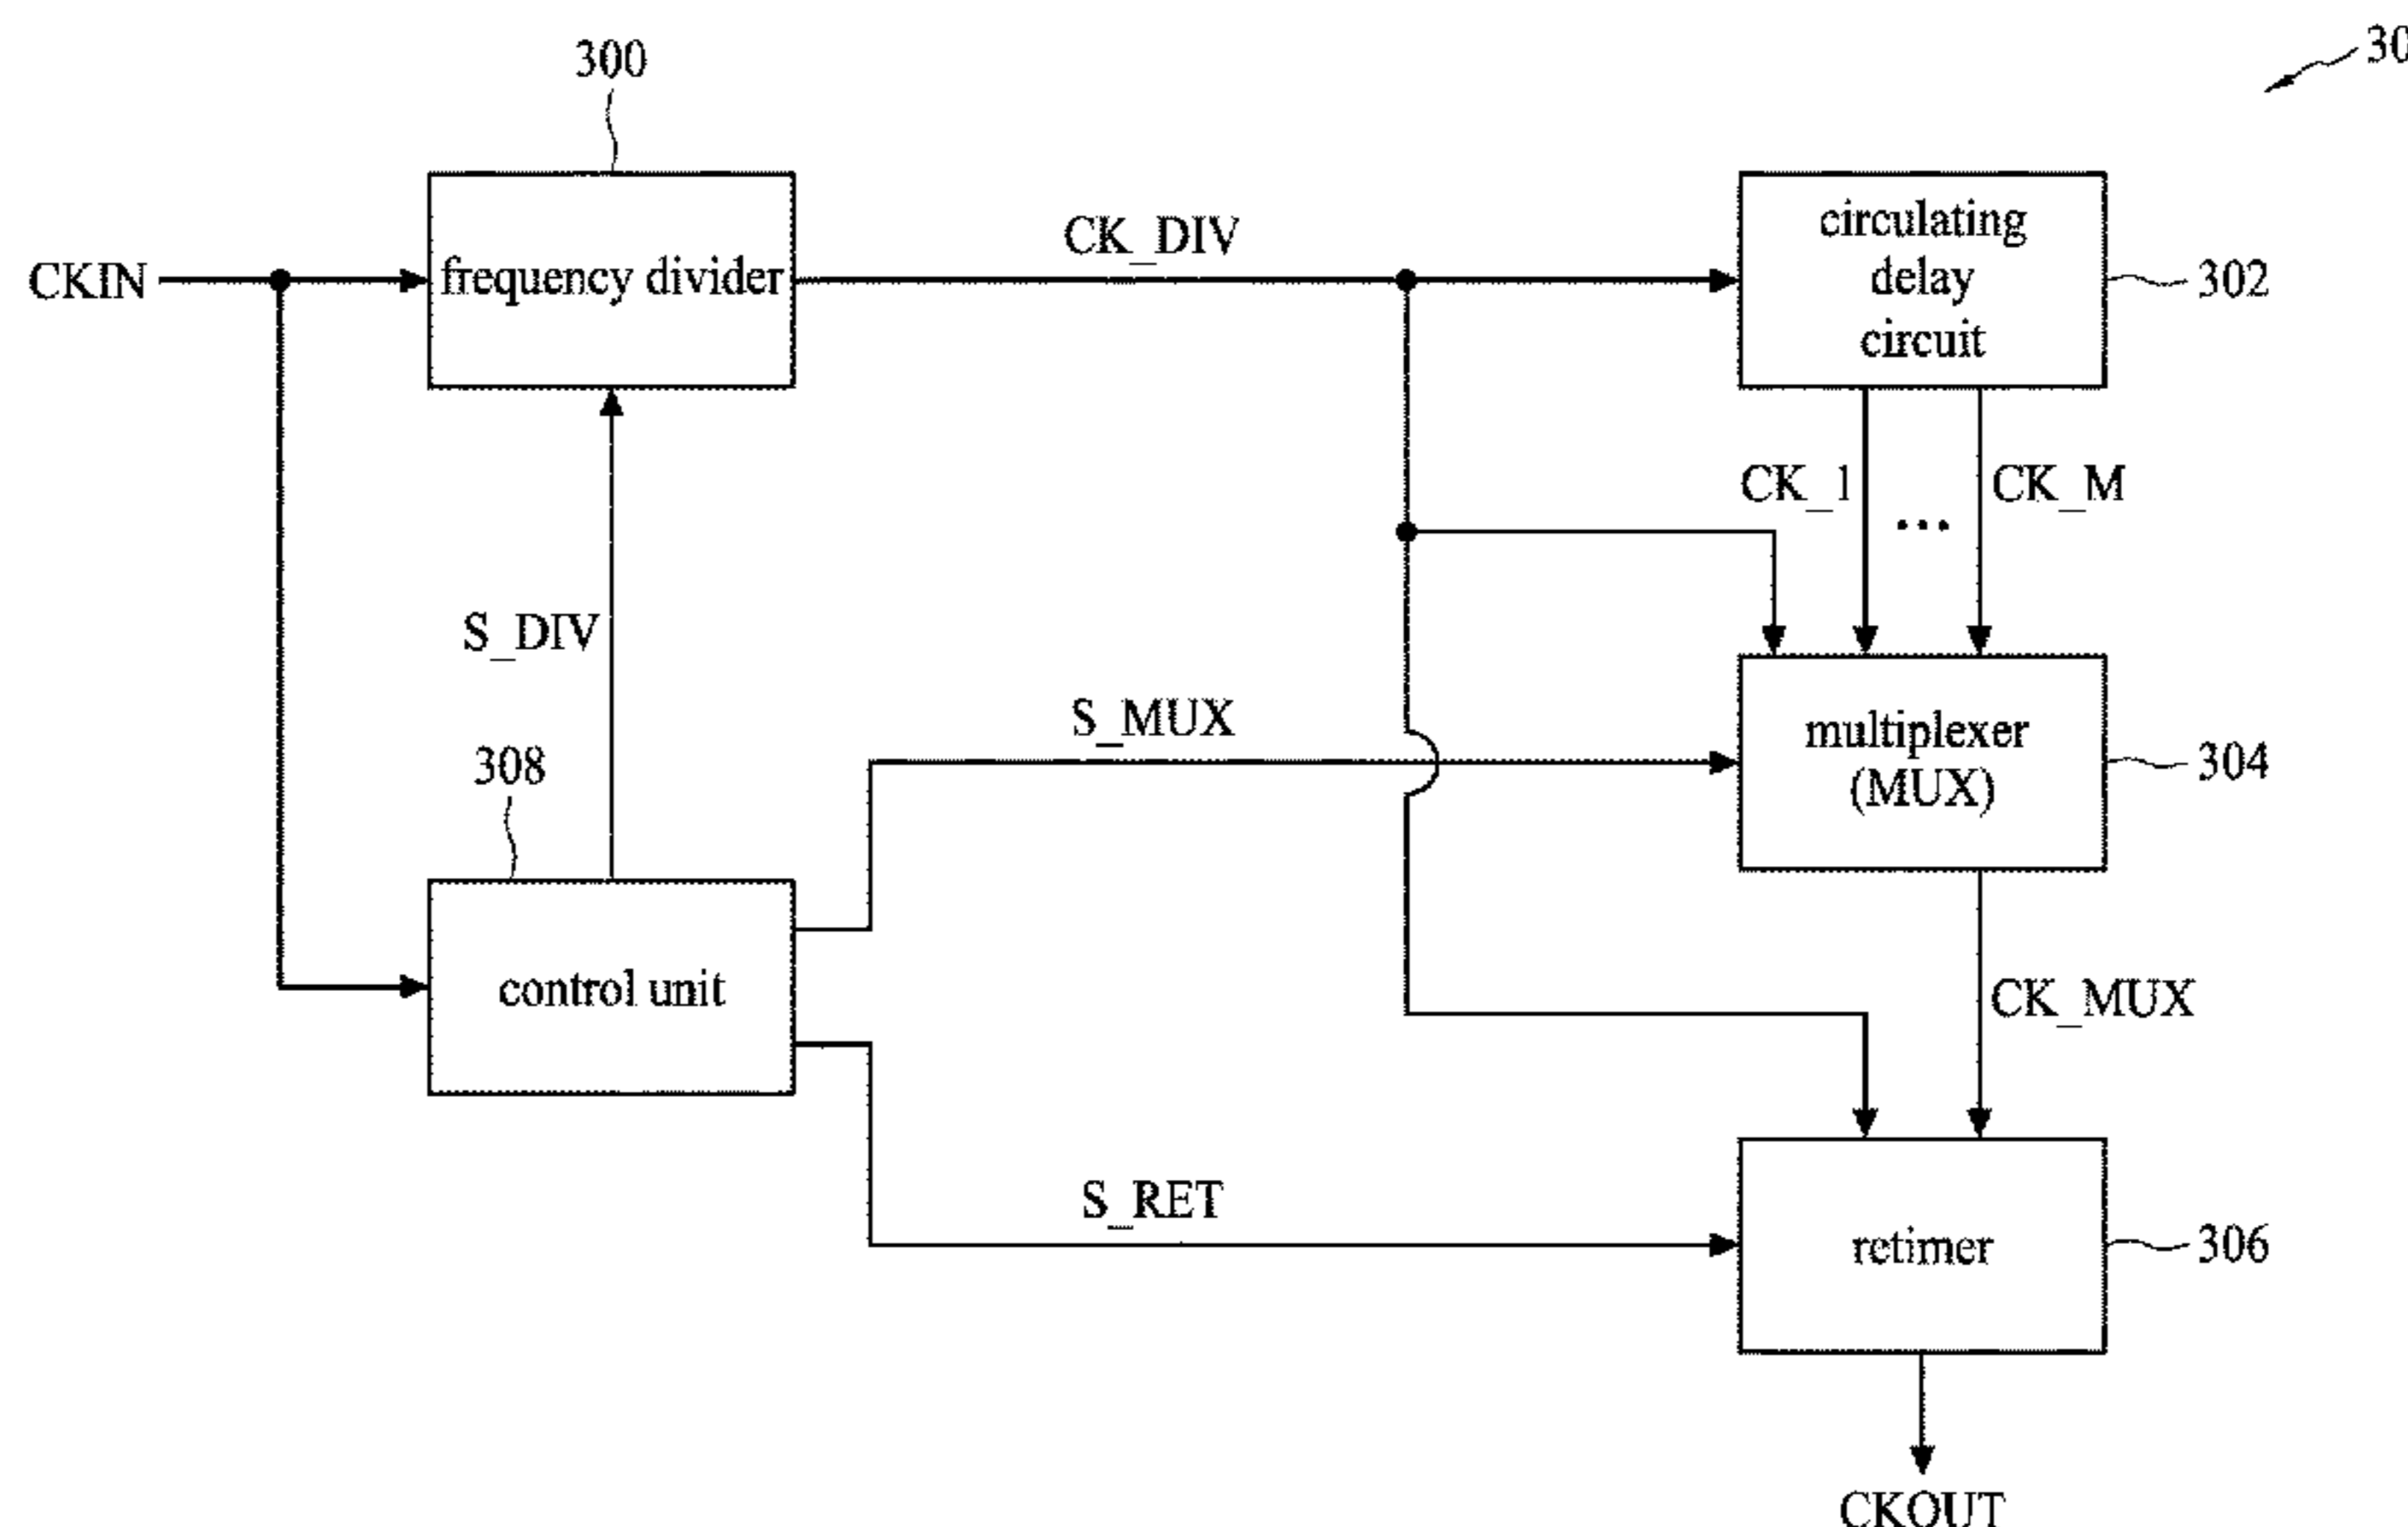 300
30
CKIN
frequency divider
CK_DIV
circulating
delay
circuit
302
CK_1
...
CK_M
S_DIV
S_MUX
multiplexer
(MUX)
304
308
control unit
CK_MUX
S_RET
retimer
306
CKOUT